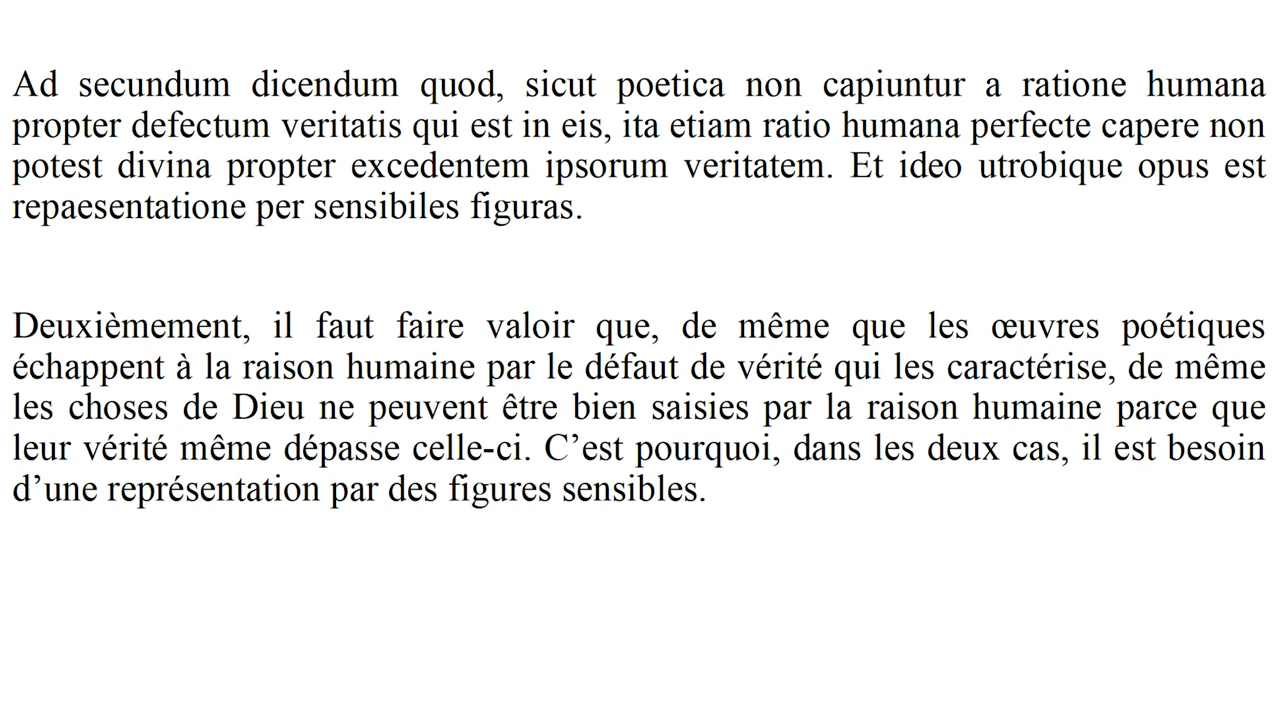 Ad secundum dicendum quod, sicut poetica non capiuntur a ratione humana
propter defectum veritatis qui est in eis, ita etiam ratio humana perfecte capere non
potest divina propter excedentem ipsorum veritatem. Et ideo utrobique opus est
repaesentatione per sensibiles figuras.
Deuxièmement, il faut faire valoir que, de même que les œuvres poétiques
échappent à la raison humaine par le défaut de vérité qui les caractérise, de même
les choses de Dieu ne peuvent être bien saisies par la raison humaine parce que
leur vérité même dépasse celle-ci. C’est pourquoi, dans les deux cas, il est besoin
d’une représentation par des figures sensibles.